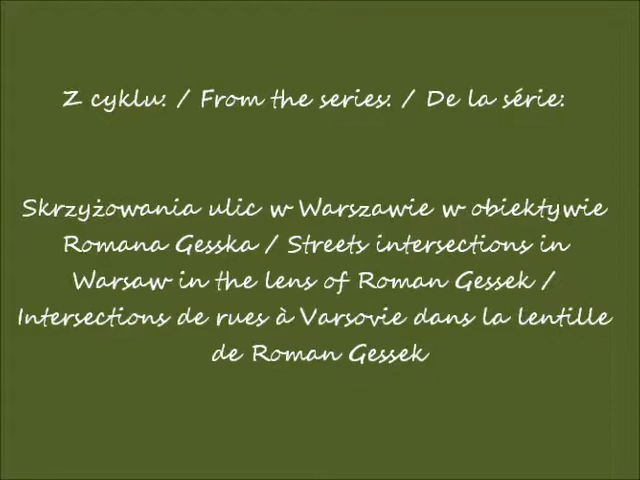 Z cyklu: / From the series: / De la série:
Skrzyżowania ulic w Warszawie w obiektywie
Romana Gesska / Streets intersections in
Warsaw in the lens of Roman Gessek /
Intersections de rues à Varsovie dans la lentille
de Roman Gessek